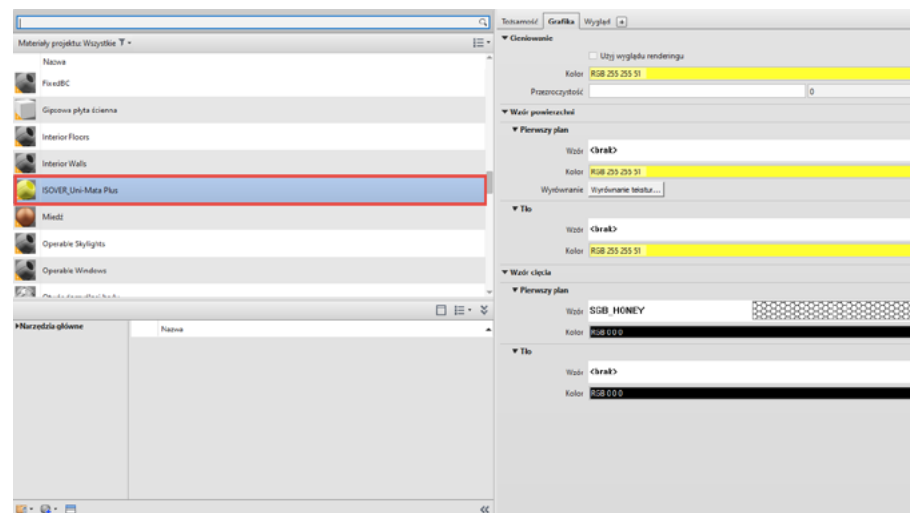 Materiały projektu: Wszystkie
Nazwa
FixedBC
Gipsowa płyta ścienna
Interior Floors
Interior Walls
ISOVER_Uni-Mata Plus
Miedź
Operable Skylights
Operable Windows
Narzędzia główne
Nazwa
Tożsamość Grafika Wygląd
Cieniowanie
Użyj wyglądu renderingu
Kolor RGB 255 255 51
Przezroczystość 0
Wzór powierzchni
Pierwszy plan
Wzór <brak>
Kolor RGB 255 255 51
Wyrównanie Wyrównanie tekstur...
Tło
Wzór <brak>
Kolor RGB 255 255 51
Wzór cięcia
Pierwszy plan
Wzór SGB_HONEY
Kolor RGB 0 0 0
Tło
Wzór <brak>
Kolor RGB 0 0 0